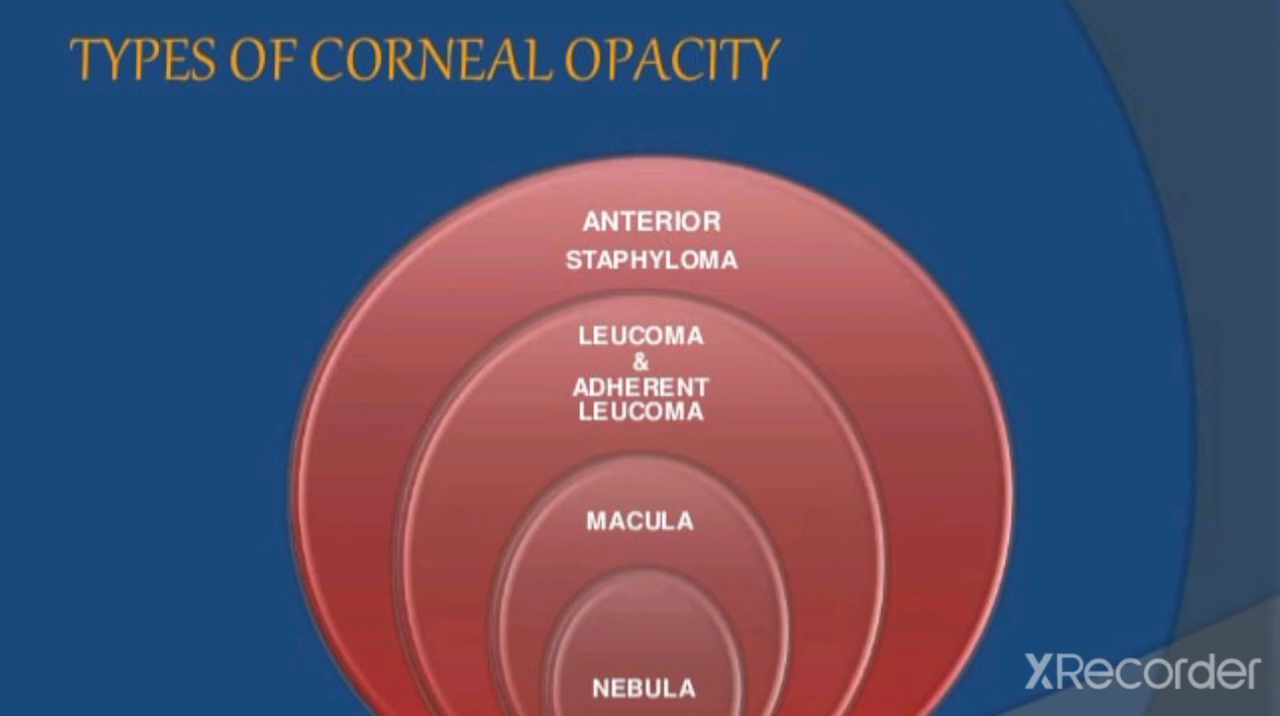 TYPES OF CORNEAL OPACITY
ANTERIOR
STAPHYLOMA
LEUCOMA
&
ADHERENT
LEUCOMA
MACULA
NEBULA
XRecorder